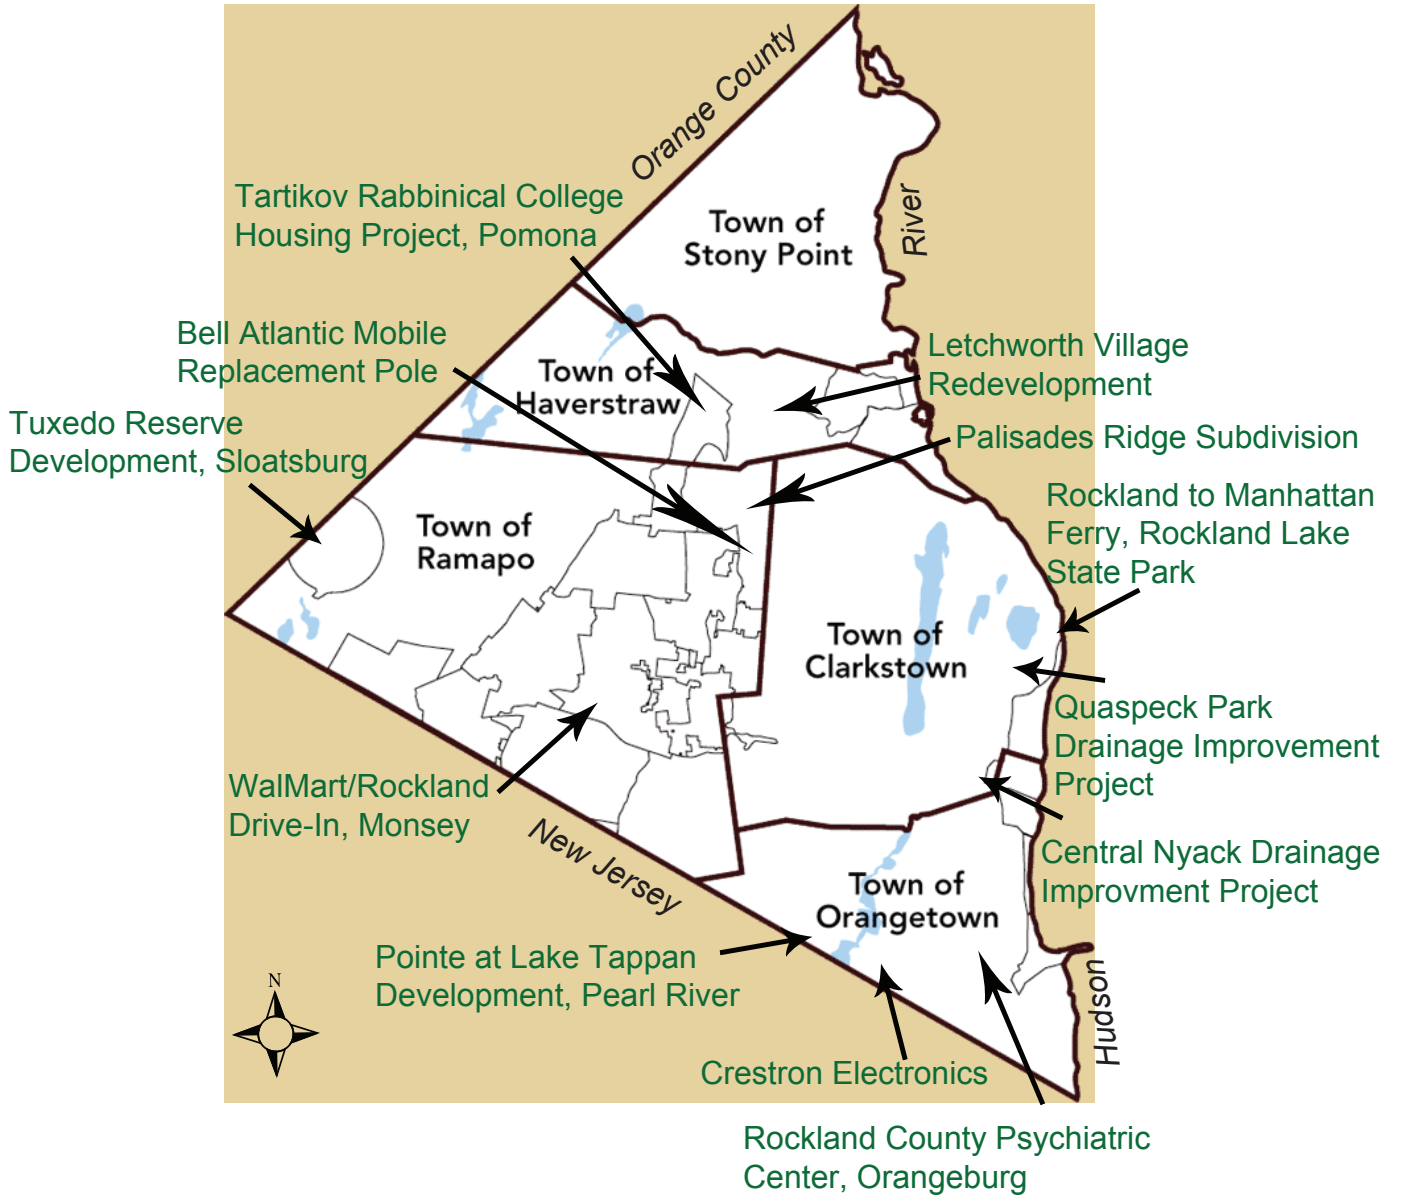 Orange County
River
Tartikov Rabbinical College
Housing Project, Pomona
Town of
Stony Point
Bell Atlantic Mobile
Replacement Pole
Letchworth Village
Redevelopment
Town of
Haverstraw
Tuxedo Reserve
Development, Sloatsburg
Palisades Ridge Subdivision
Rockland to Manhattan
Ferry, Rockland Lake
State Park
Town of
Ramapo
Town of
Clarkstown
Quaspeck Park
Drainage Improvement
Project
WalMart/Rockland
Drive-In, Monsey
New Jersey
Central Nyack Drainage
Improvment Project
Town of
Orangetown
Pointe at Lake Tappan
Development, Pearl River
N
Hudson
Crestron Electronics
Rockland County Psychiatric
Center, Orangeburg